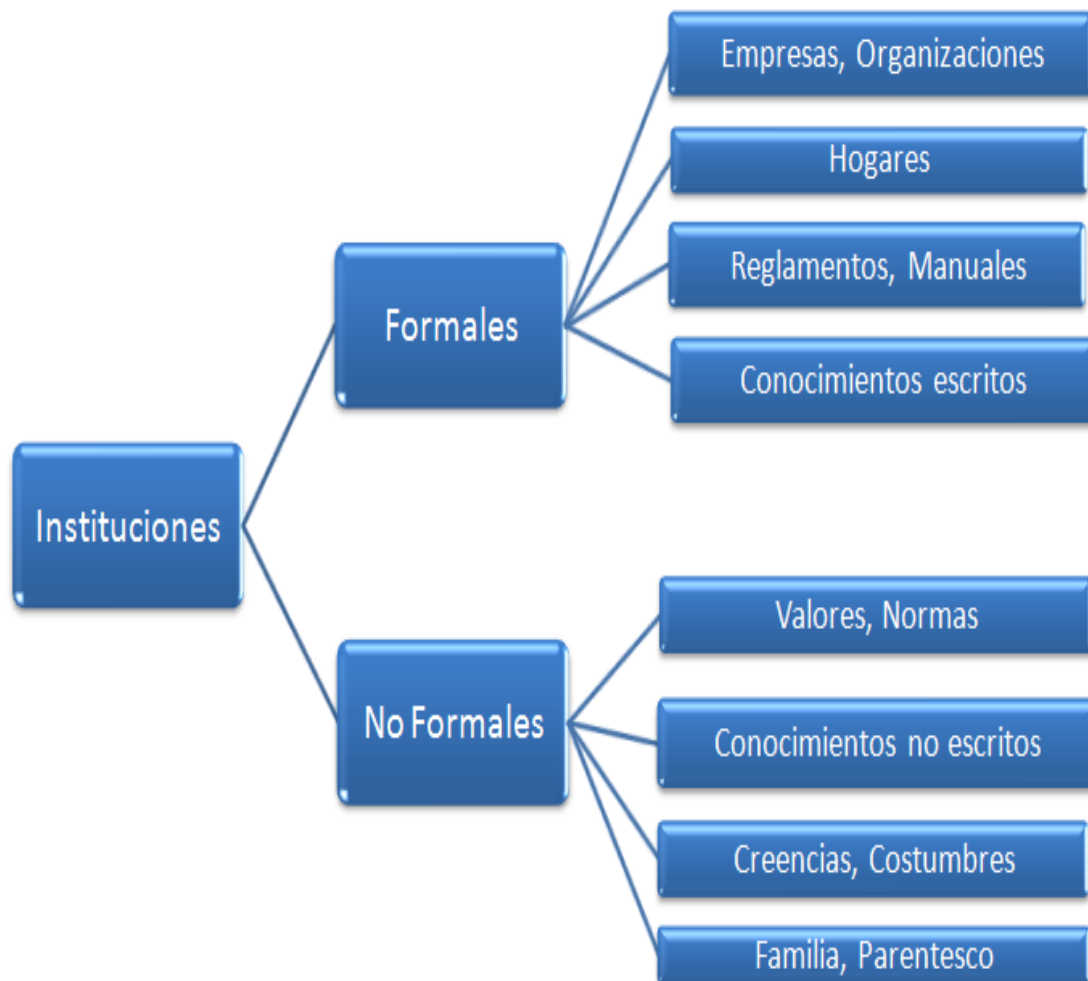 Instituciones
Formales
Empresas, Organizaciones
Hogares
Reglamentos, Manuales
Conocimientos escritos
No Formales
Valores, Normas
Conocimientos no escritos
Creencias, Costumbres
Familia, Parentesco